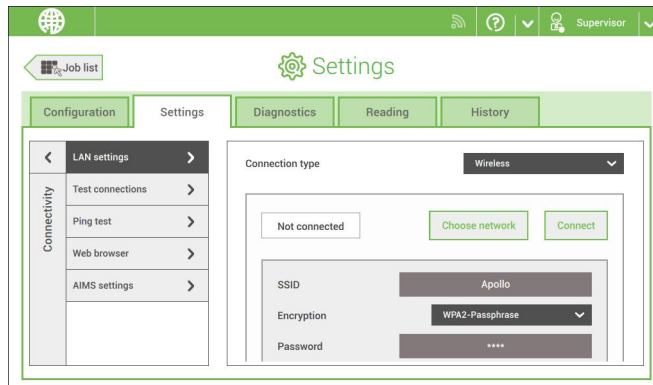 Supervisor
Job list
Settings
Configuration
Settings
Diagnostics
Reading
History
Connectivity
LAN settings
Test connections
Ping test
Web browser
AIMS settings
Connection type
Wireless
Not connected
Choose network
Connect
SSID
Apollo
Encryption
WPA2-Passphrase
Password
****